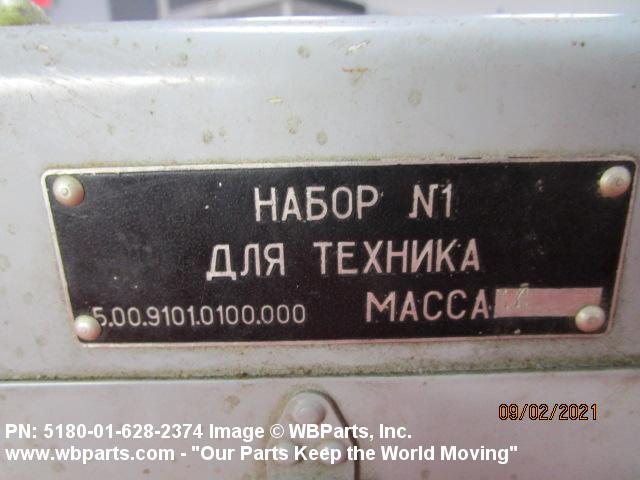 НАБОР N1
ДЛЯ ТЕХНИКА
5.00.9101.0100.000 МАССА
09/02/2021
PN: 5180-01-628-2374 Image © WBParts, Inc.
www.wbparts.com - "Our Parts Keep the World Moving"